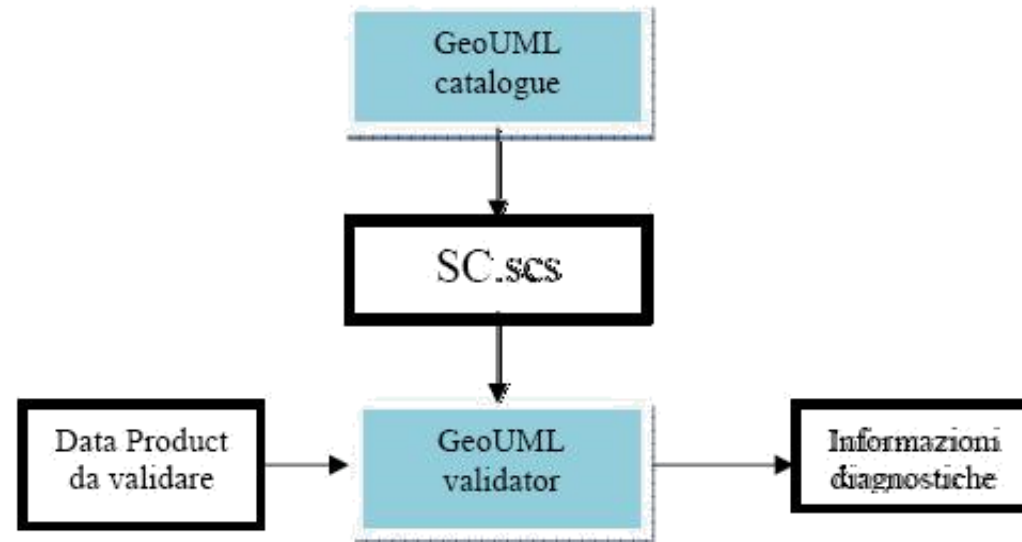 GeoUML
catalogue
SC.scs
Data Product
da validare
GeoUML
validator
Informazioni
diagnostiche